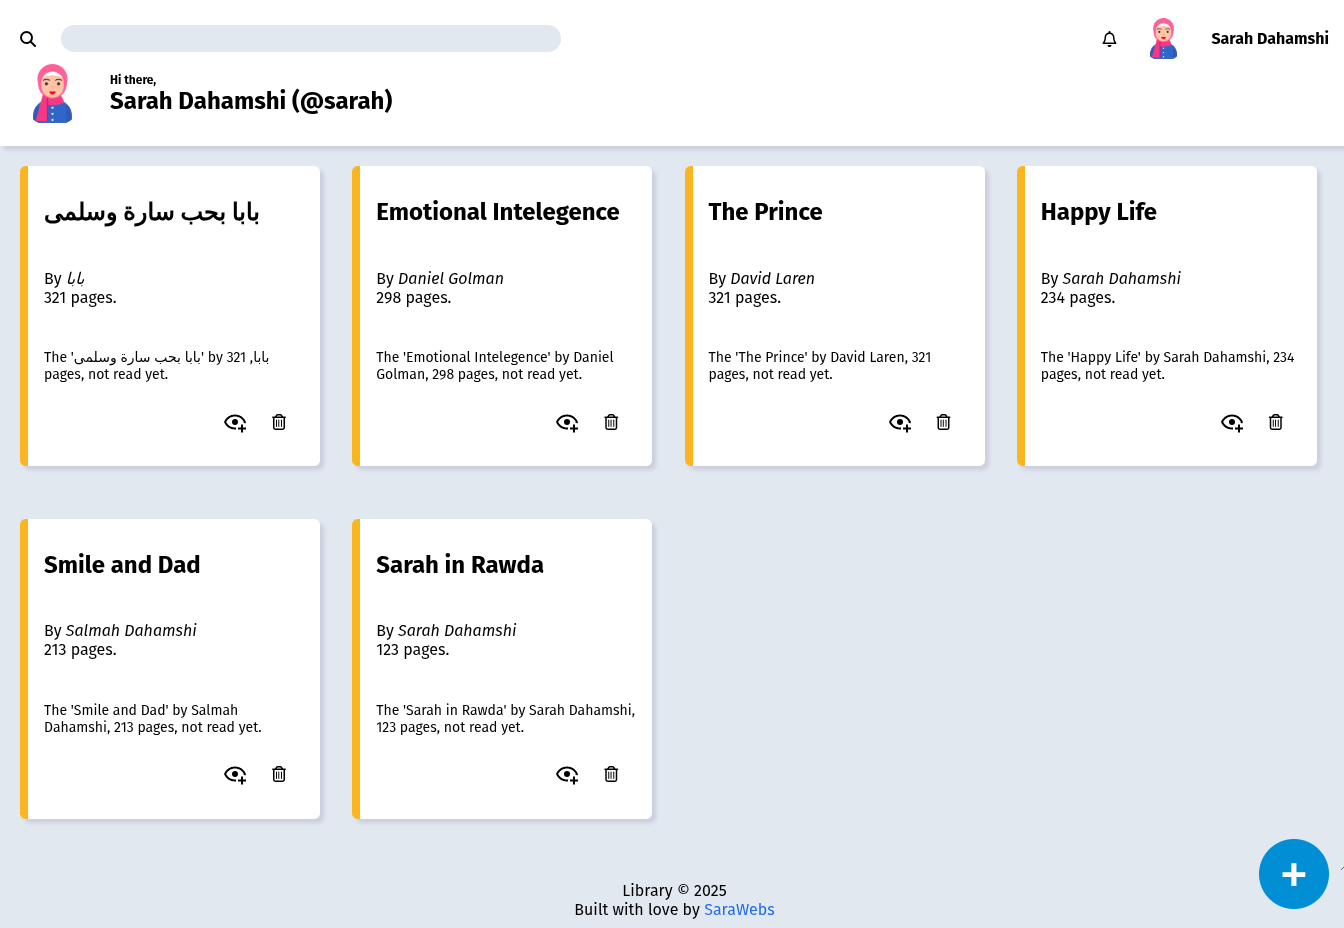 Sarah Dahamshi
Hi there,
Sarah Dahamshi (@sarah)
بابا بحب سارة وسلمى
By بابا
321 pages.
The 'بابا بحب سارة وسلمى' by بابا, 321
pages, not read yet.
Emotional Intelegence
By Daniel Golman
298 pages.
The 'Emotional Intelegence' by Daniel
Golman, 298 pages, not read yet.
The Prince
By David Laren
321 pages.
The 'The Prince' by David Laren, 321
pages, not read yet.
Happy Life
By Sarah Dahamshi
234 pages.
The 'Happy Life' by Sarah Dahamshi, 234
pages, not read yet.
Smile and Dad
By Salmah Dahamshi
213 pages.
The 'Smile and Dad' by Salmah
Dahamshi, 213 pages, not read yet.
Sarah in Rawda
By Sarah Dahamshi
123 pages.
The 'Sarah in Rawda' by Sarah Dahamshi,
123 pages, not read yet.
Library © 2025
Built with love by SaraWebs